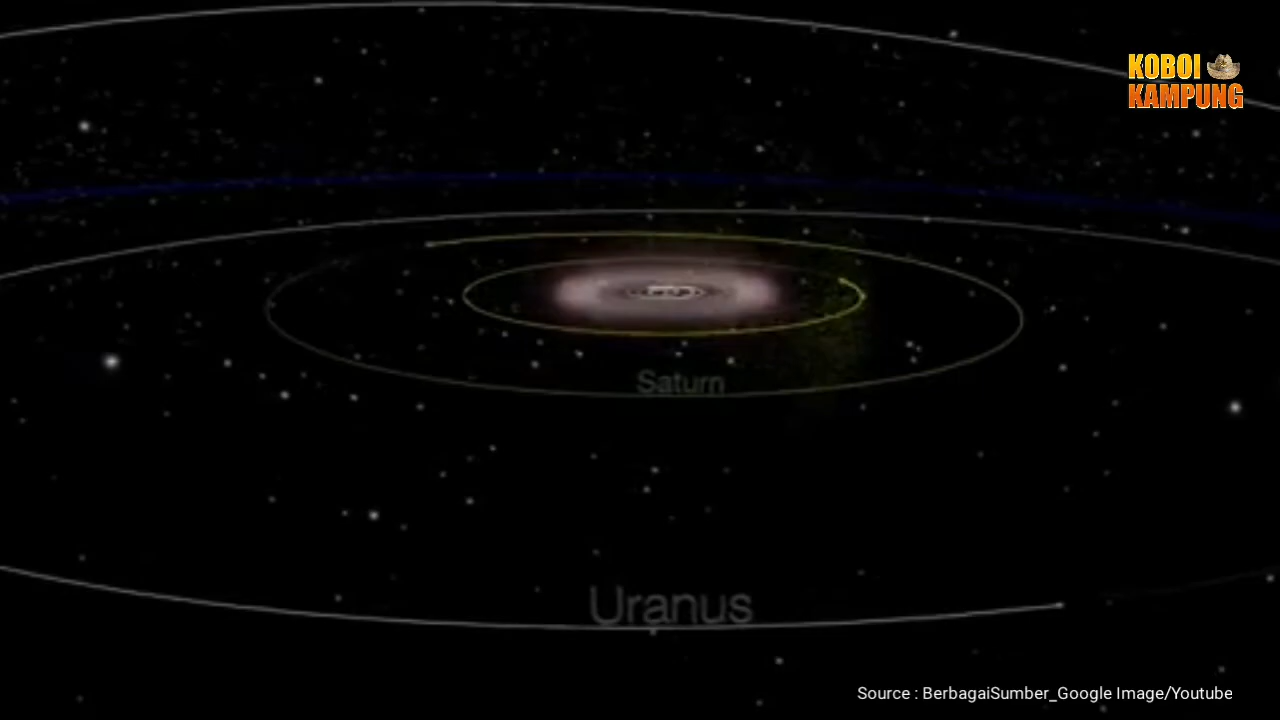 KOBOI
KAMPUNG
Saturn
Uranus
Source : BerbagaiSumber_Google Image/Youtube